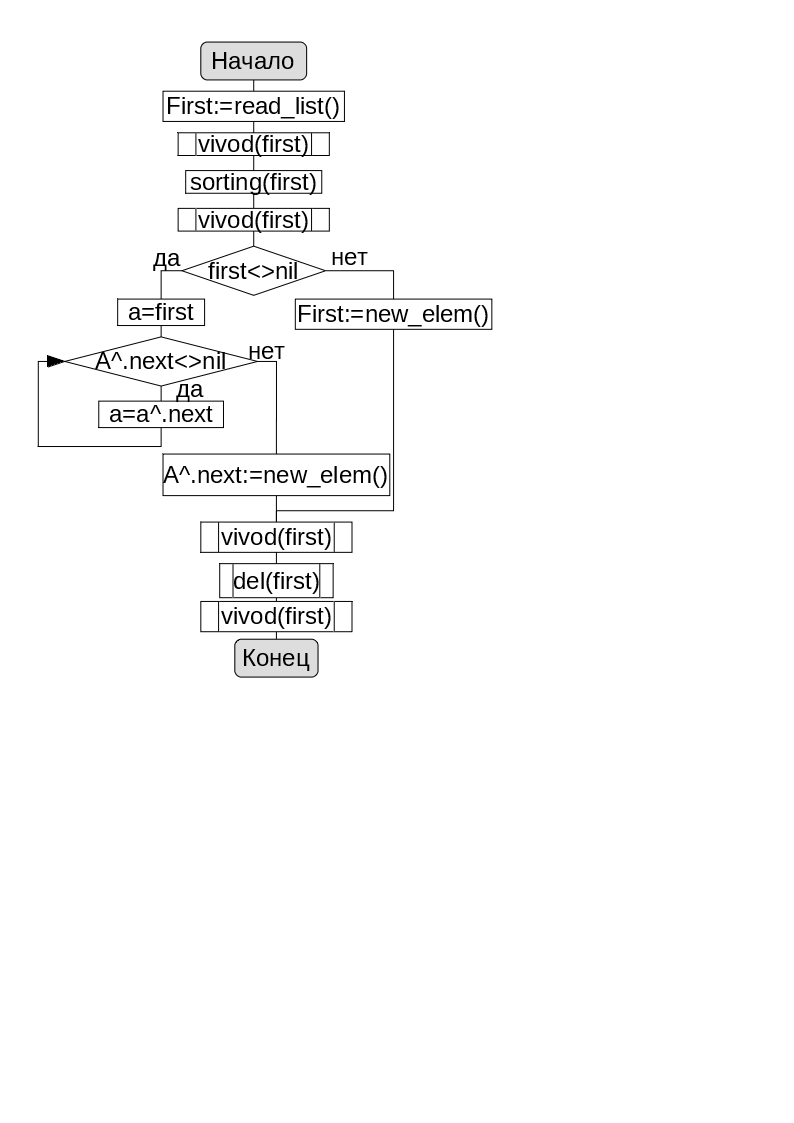 Начало
First:=read_list()
vivod(first)
sorting(first)
vivod(first)
да
нет
first<>nil
a=first
First:=new_elem()
A^.next<>nil
нет
да
a=a^.next
A^.next:=new_elem()
vivod(first)
del(first)
vivod(first)
Конец